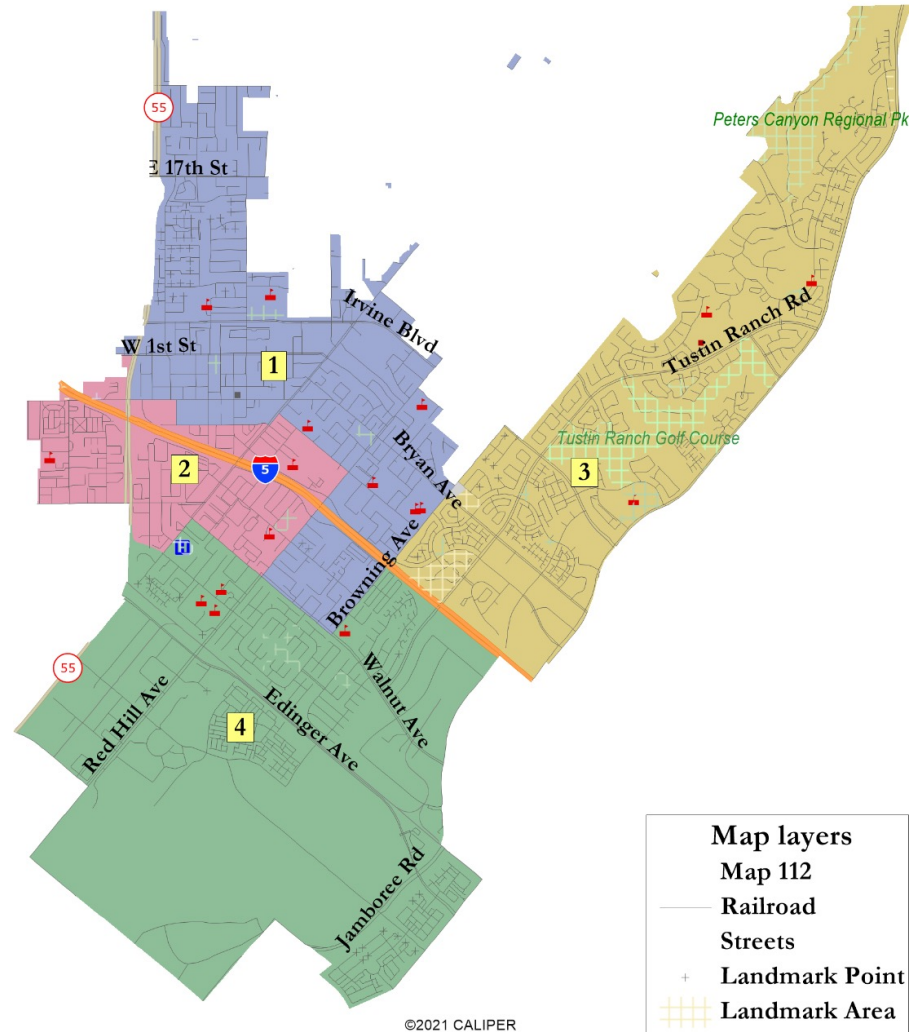 55
Peters Canyon Regional Pk
E 17th St
Irvine Blvd
Tustin Ranch Rd
W 1st St
1
Bryan Ave
Tustin Ranch Golf Course
2
5
3
H
Browning Ave
55
Walnut Ave
Red Hill Ave
Edinger Ave
4
Jamboree Rd
Map layers
Map 112
Railroad
Streets
Landmark Point
Landmark Area
©2021 CALIPER